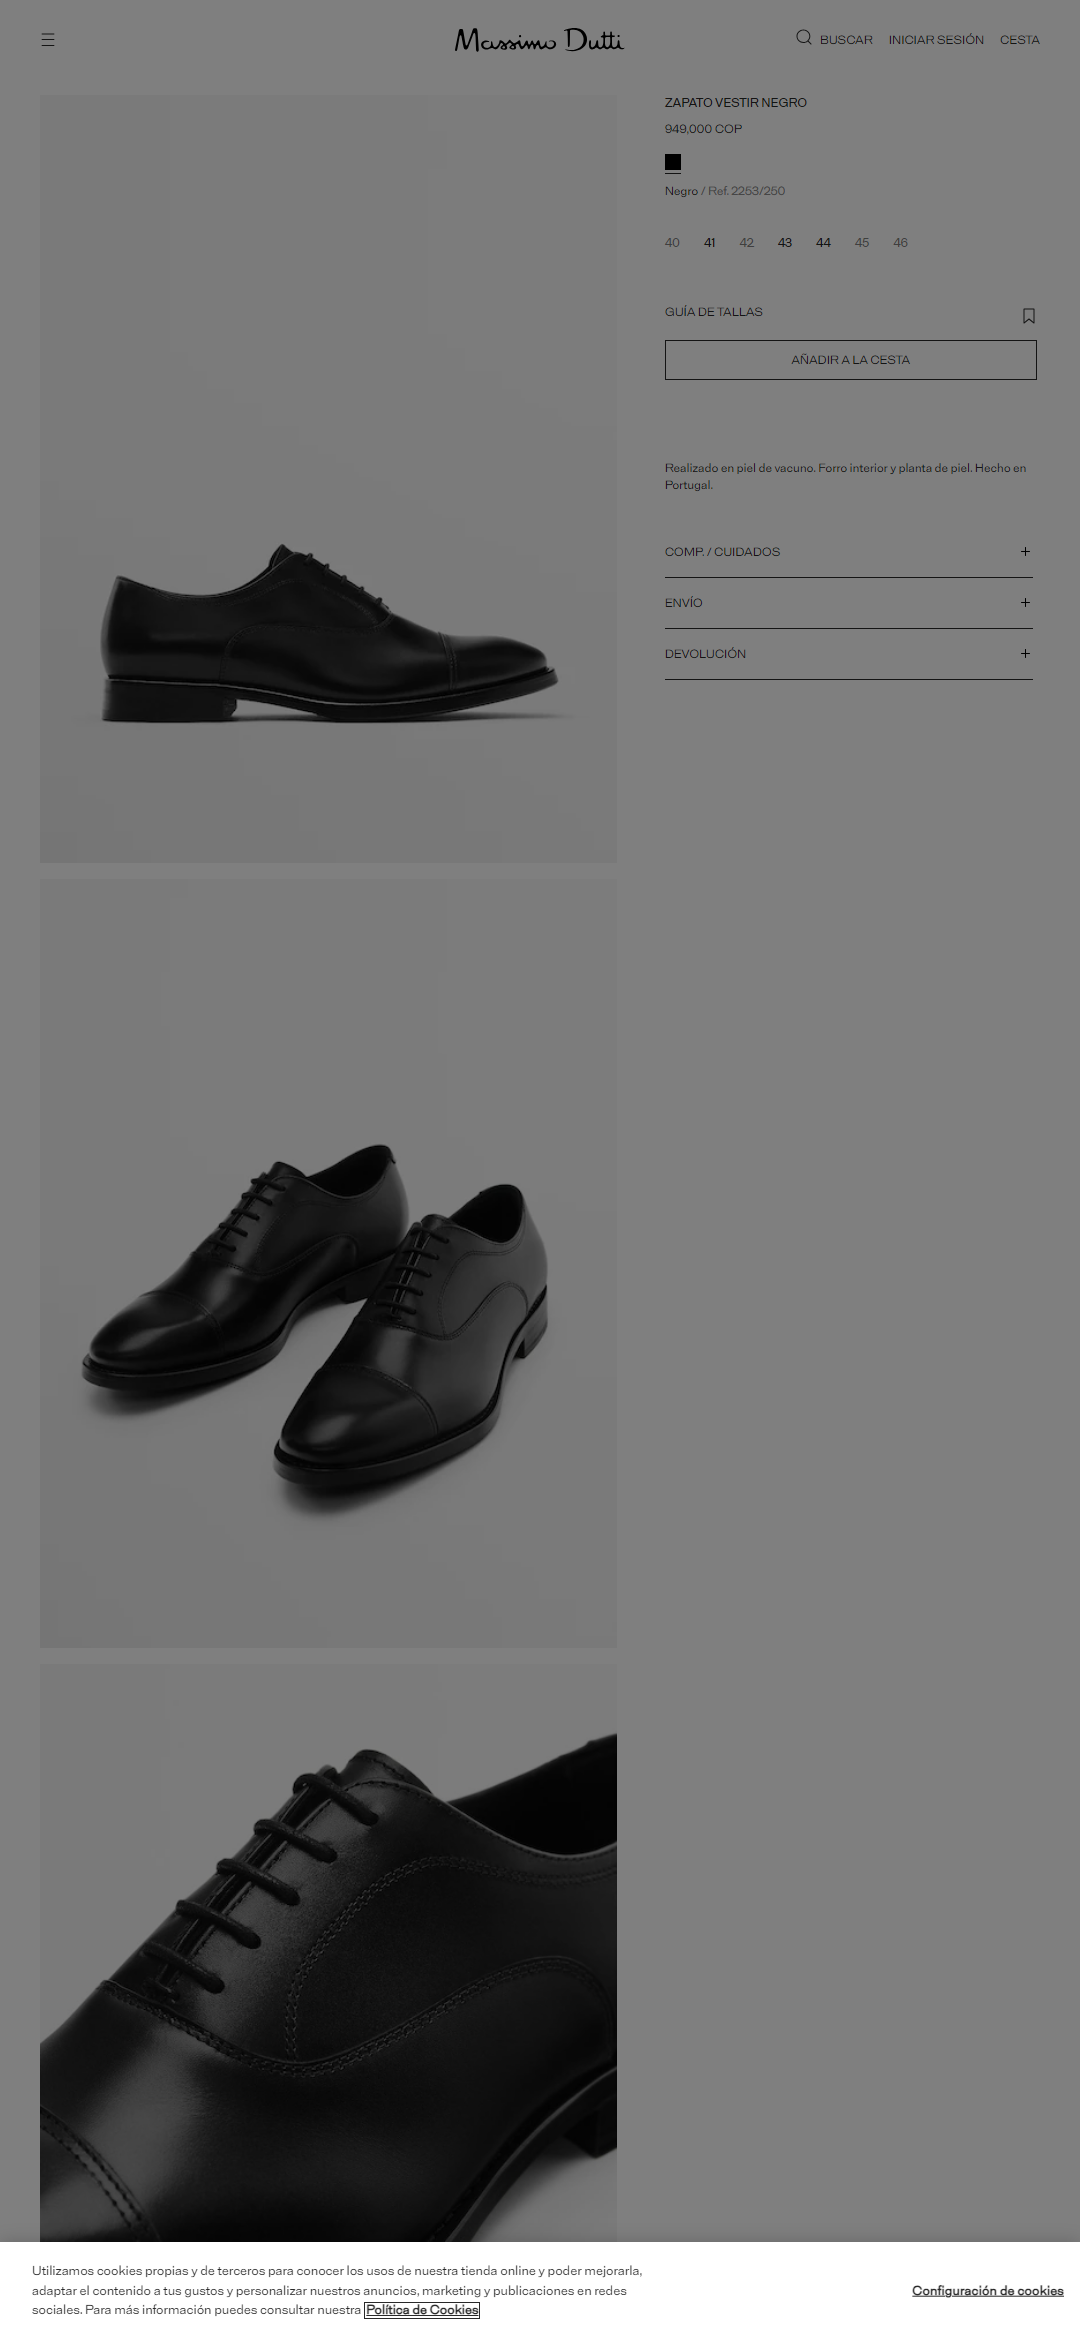 Massimo Dutti
BUSCAR
INICIAR SESIÓN
CESTA
ZAPATO VESTIR NEGRO
949,000 COP
Negro / Ref. 2253/250
40 41 42 43 44 45 46
GUÍA DE TALLAS
AÑADIR A LA CESTA
Realizado en piel de vacuno. Forro interior y planta de piel. Hecho en
Portugal.
COMP. / CUIDADOS +
ENVÍO +
DEVOLUCIÓN +
Utilizamos cookies propias y de terceros para conocer los usos de nuestra tienda online y poder mejorarla,
adaptar el contenido a tus gustos y personalizar nuestros anuncios, marketing y publicaciones en redes
sociales. Para más información puedes consultar nuestra Política de Cookies
Configuración de cookies